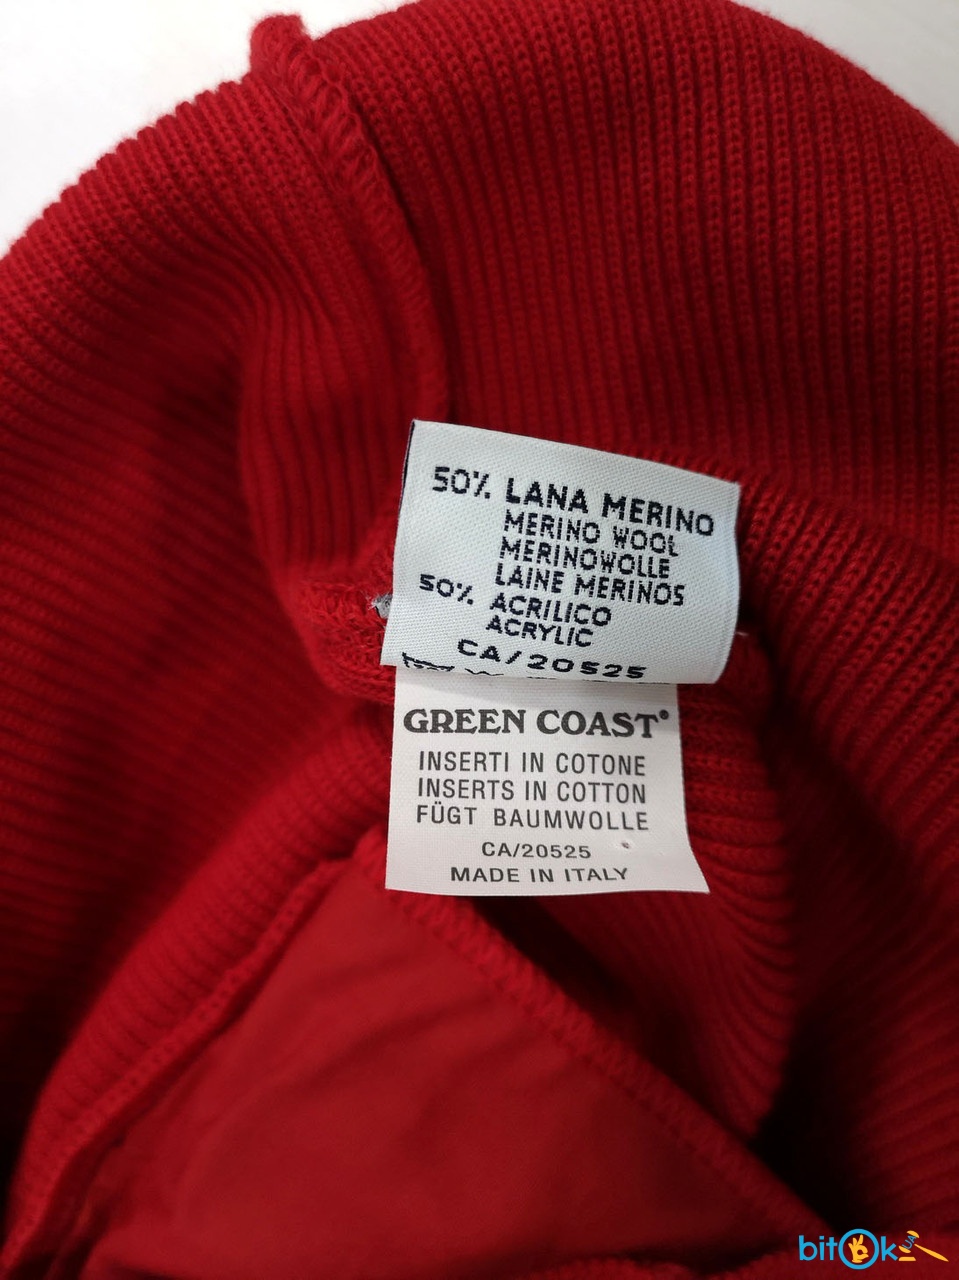 50% LANA MERINO
MERINO WOOL
MERINOWOLLE
LAINE MERINOS
50% ACRILICO
ACRYLIC
CA/20525
GREEN COAST®
INSERTI IN COTONE
INSERTS IN COTTON
FÜGT BAUMWOLLE
CA/20525
MADE IN ITALY
bitOk